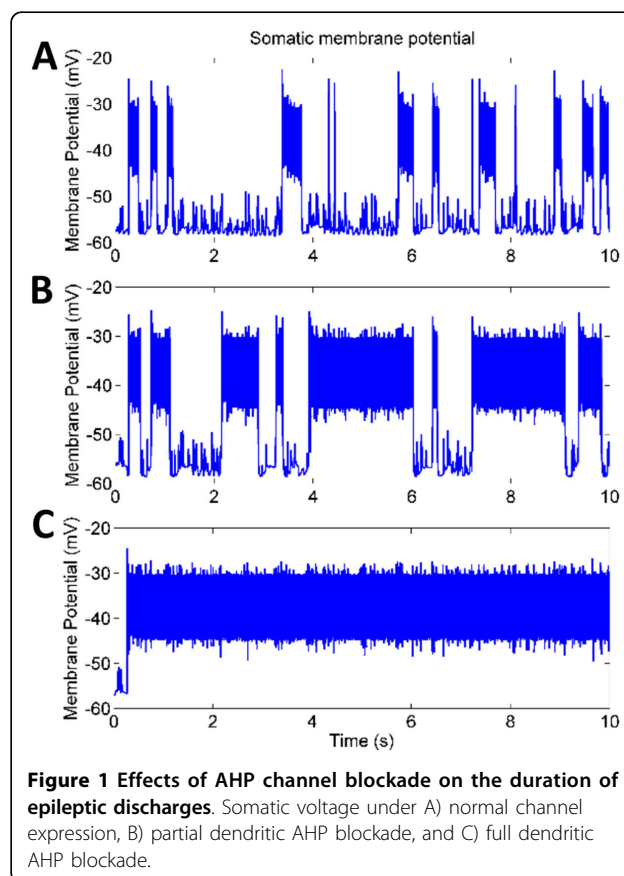 A
Somatic membrane potential
Membrane Potential (mV)
-20
-30
-40
-50
-60
0 2 4 6 8 10
B
Membrane Potential (mV)
-20
-30
-40
-50
-60
0 2 4 6 8 10
C
Membrane Potential (mV)
-20
-30
-40
-50
-60
0 2 4 6 8 10
Time (s)
Figure 1 Effects of AHP channel blockade on the duration of
epileptic discharges. Somatic voltage under A) normal channel
expression, B) partial dendritic AHP blockade, and C) full dendritic
AHP blockade.